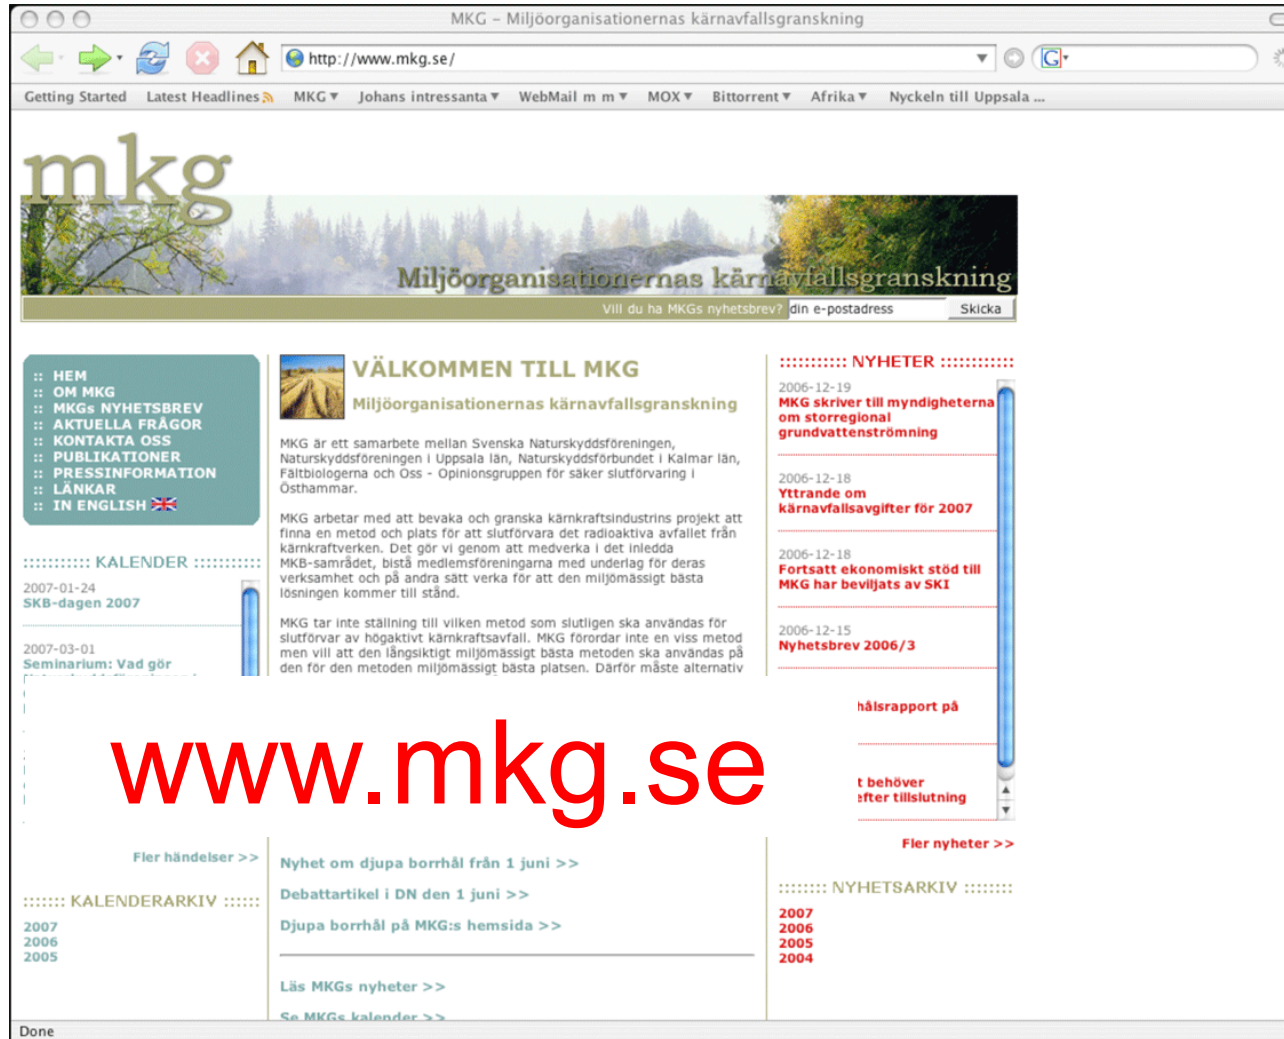 MKG – Miljöorganisationernas kärnavfallsgranskning
http://www.mkg.se/
G
Getting Started Latest Headlines MKG Johans intressanta WebMail m m MOX Bittorrent Afrika Nyckeln till Uppsala ...
mkg
Miljöorganisationernas kärnavfallsgranskning
Vill du ha MKGs nyhetsbrev? din e-postadress Skicka
:: HEM
:: OM MKG
:: MKGs NYHETSBREV
:: AKTUELLA FRÅGOR
:: KONTAKTA OSS
:: PUBLIKATIONER
:: PRESSINFORMATION
:: LÄNKAR
:: IN ENGLISH
::::::::::: KALENDER :::::::::::
2007-01-24
SKB-dagen 2007
2007-03-01
Seminarium: Vad gör
Fler händelser >>
::::::: KALENDERARKIV ::::::
2007
2006
2005
VÄLKOMMEN TILL MKG
Miljöorganisationernas kärnavfallsgranskning
MKG är ett samarbete mellan Svenska Naturskyddsföreningen,
Naturskyddsföreningen i Uppsala län, Naturskyddsförbundet i Kalmar län,
Fältbiologerna och Oss - Opinionsgruppen för säker slutförvaring i
Östhammar.
MKG arbetar med att bevaka och granska kärnkraftsindustrins projekt att
finna en metod och plats för att slutförvara det radioaktiva avfallet från
kärnkraftverken. Det gör vi genom att medverka i det inledda
MKB-samrådet, bistå medlemsföreningarna med underlag för deras
verksamhet och på andra sätt verka för att den miljömässigt bästa
lösningen kommer till stånd.
MKG tar inte ställning till vilken metod som slutligen ska användas för
slutförvar av högaktivt kärnkraftsavfall. MKG förordar inte en viss metod
men vill att den långsiktigt miljömässigt bästa metoden ska användas på
den för den metoden miljömässigt bästa platsen. Därför måste alternativ
www.mkg.se
Nyhet om djupa borrhål från 1 juni >>
Debattartikel i DN den 1 juni >>
Djupa borrhål på MKG:s hemsida >>
Läs MKGs nyheter >>
Se MKGs kalender >>
::::::::::: NYHETER ::::::::::::
2006-12-19
MKG skriver till myndigheterna
om storregional
grundvattenströmning
2006-12-18
Yttrande om
kärnavfallsavgifter för 2007
2006-12-18
Fortsatt ekonomiskt stöd till
MKG har beviljats av SKI
2006-12-15
Nyhetsbrev 2006/3
hålsrapport på
t behöver
efter tillslutning
Fler nyheter >>
:::::::: NYHETSARKIV ::::::::
2007
2006
2005
2004
Done